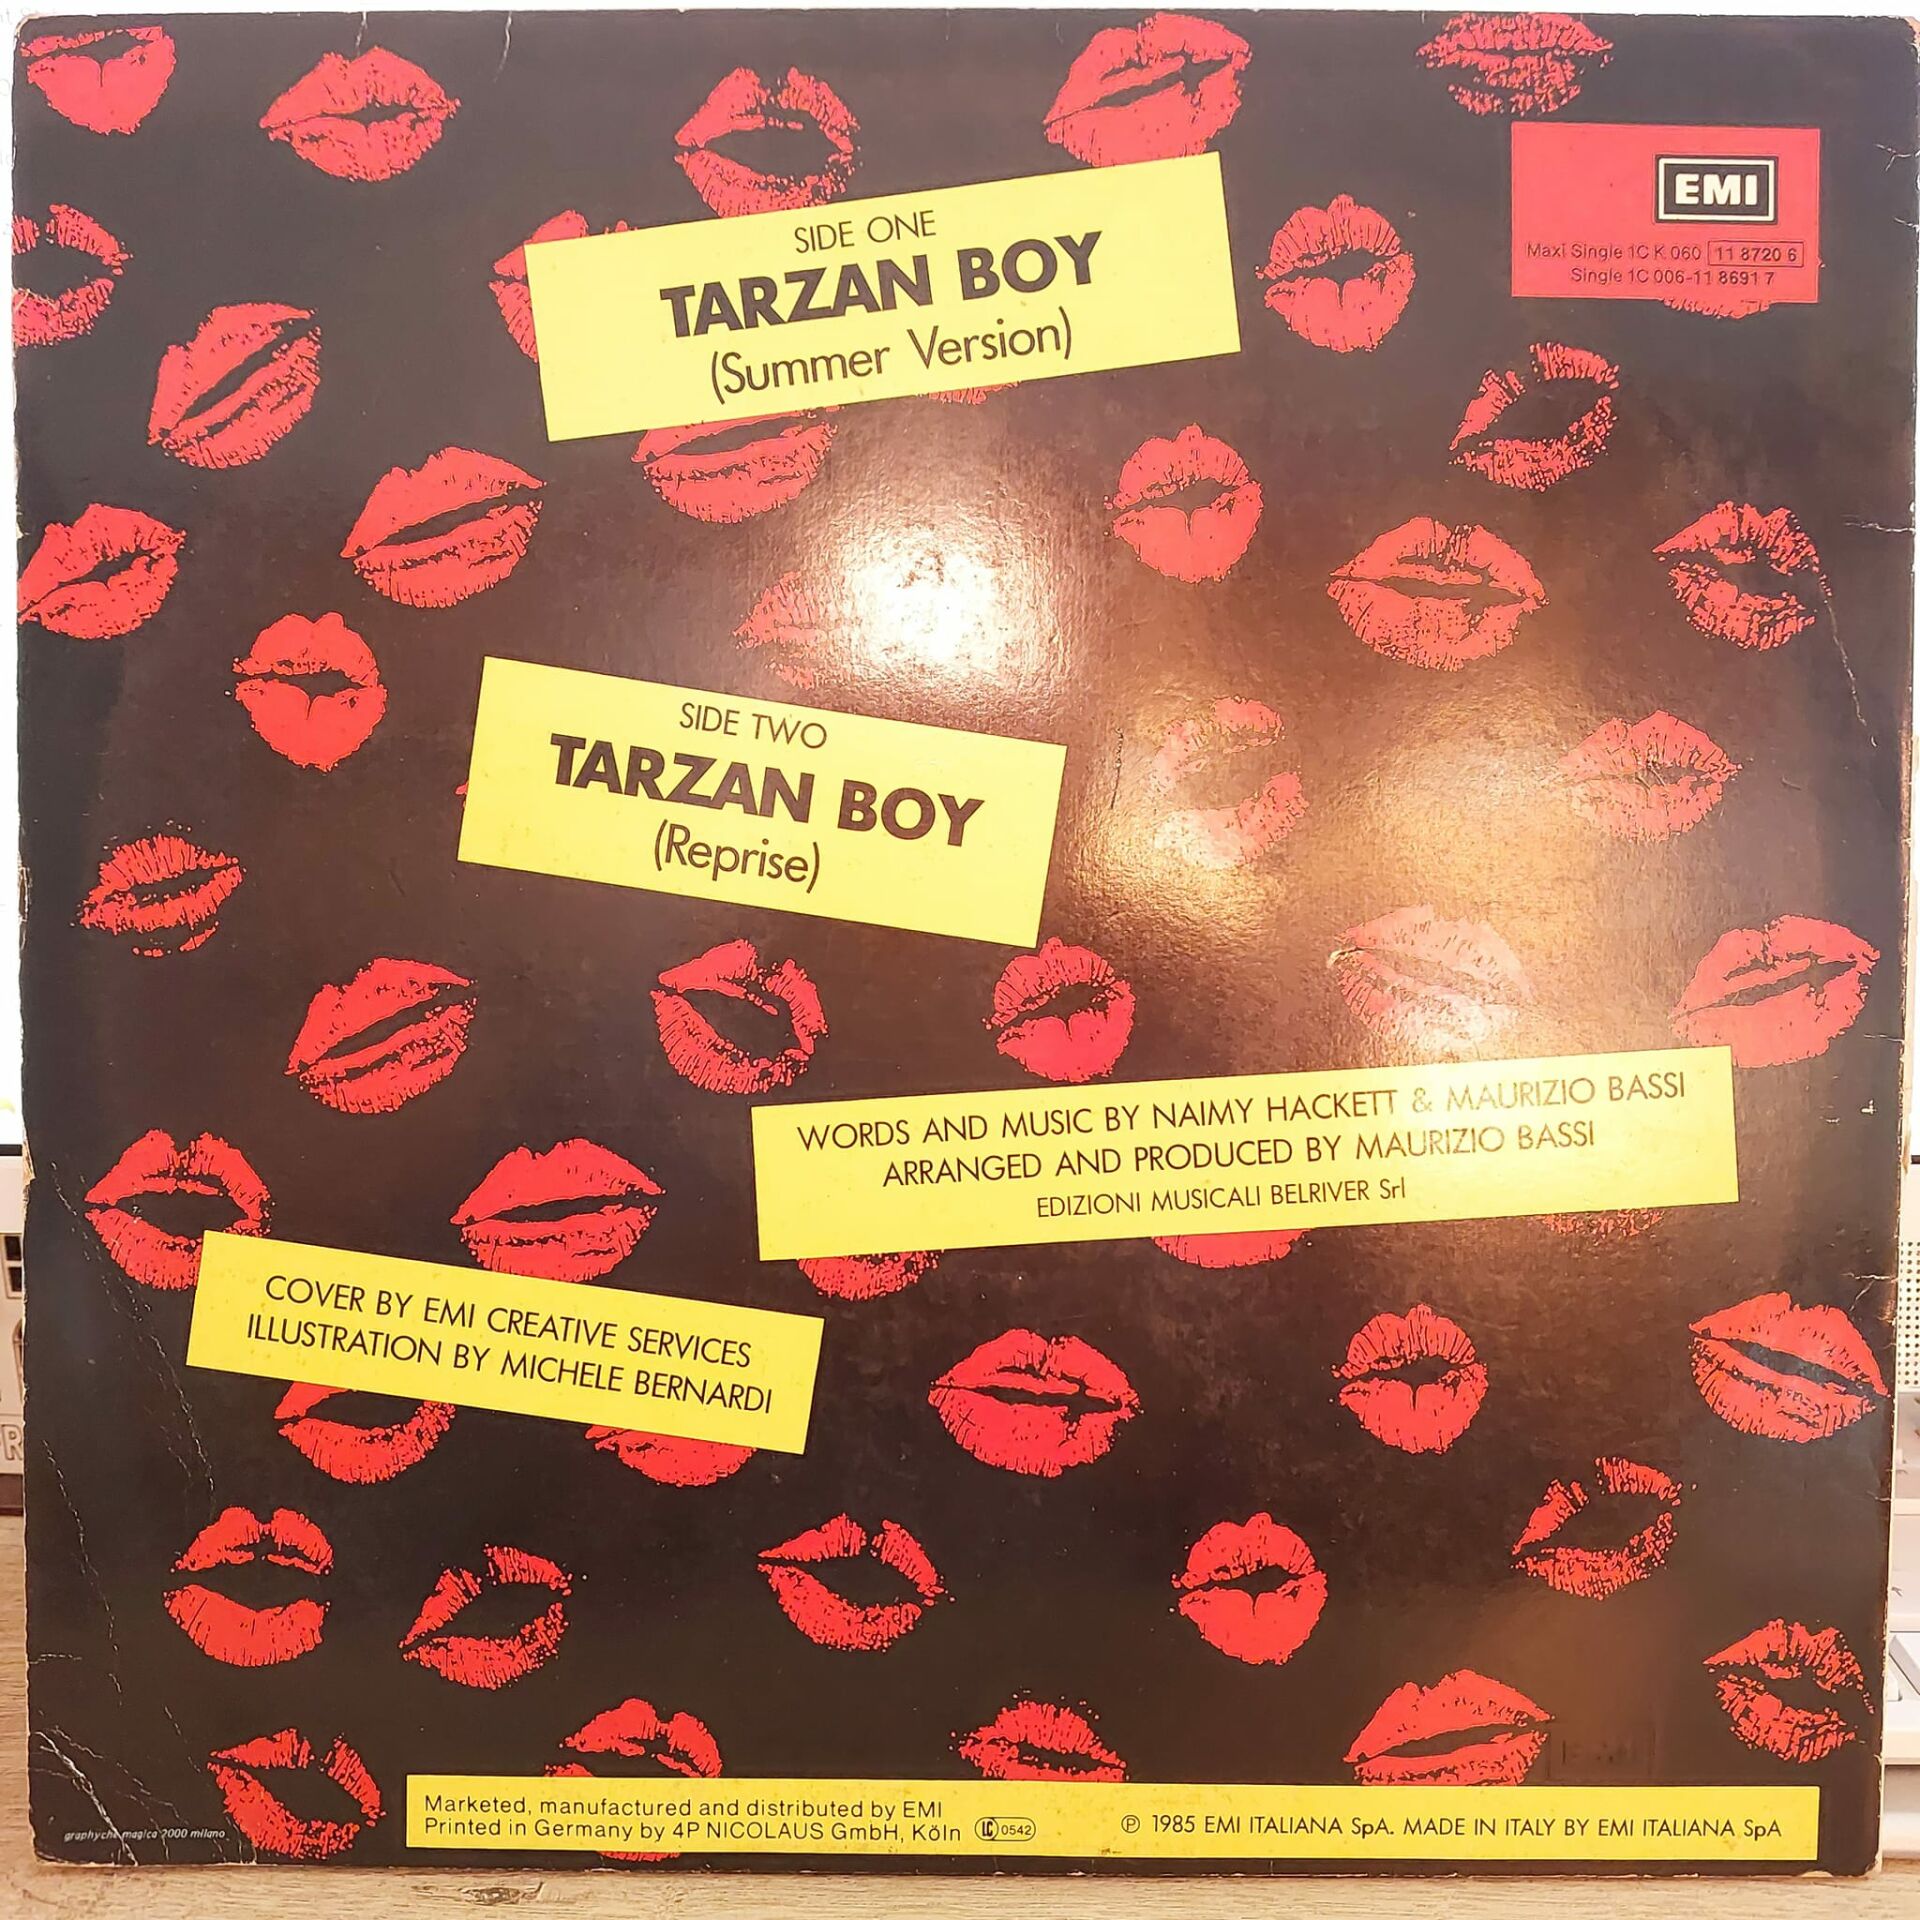 EMI
Maxi Single 1C K 060 11 8720 6
Single 1C 006-11 8691 7
SIDE ONE
TARZAN BOY
(Summer Version)
SIDE TWO
TARZAN BOY
(Reprise)
WORDS AND MUSIC BY NAIMY HACKETT & MAURIZIO BASSI
ARRANGED AND PRODUCED BY MAURIZIO BASSI
EDIZIONI MUSICALI BELRIVER Srl
COVER BY EMI CREATIVE SERVICES
ILLUSTRATION BY MICHELE BERNARDI
Marketed, manufactured and distributed by EMI
Printed in Germany by 4P NICOLAUS GmbH, Köln LC 0542
℗ 1985 EMI ITALIANA SpA. MADE IN ITALY BY EMI ITALIANA SpA
graphyche magica 2000 milano